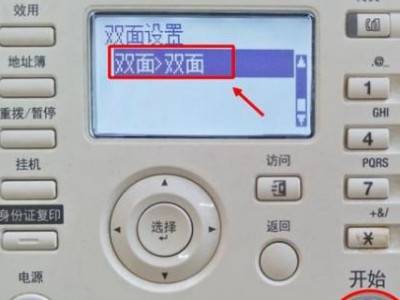 效用
双面设置
双面>双面
地址簿
.@_
重拨/暂停
1
GHI
4
挂机
访问
PQRS
7
身份证复印
选择
+&/
*
返回
电源
开始